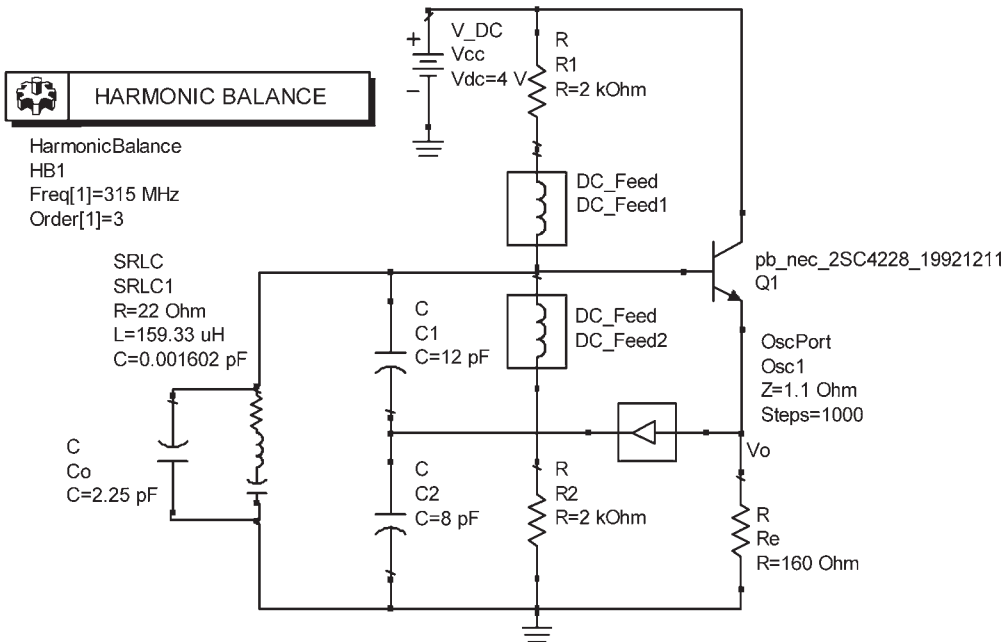 HARMONIC BALANCE
HarmonicBalance
HB1
Freq[1]=315 MHz
Order[1]=3
+
-
V_DC
Vcc
Vdc=4 V
R
R1
R=2 kOhm
DC_Feed
DC_Feed1
pb_nec_2SC4228_19921211
Q1
SRLC
SRLC1
R=22 Ohm
L=159.33 uH
C=0.001602 pF
C
C1
C=12 pF
DC_Feed
DC_Feed2
OscPort
Osc1
Z=1.1 Ohm
Steps=1000
Vo
C
Co
C=2.25 pF
C
C2
C=8 pF
R
R2
R=2 kOhm
R
Re
R=160 Ohm